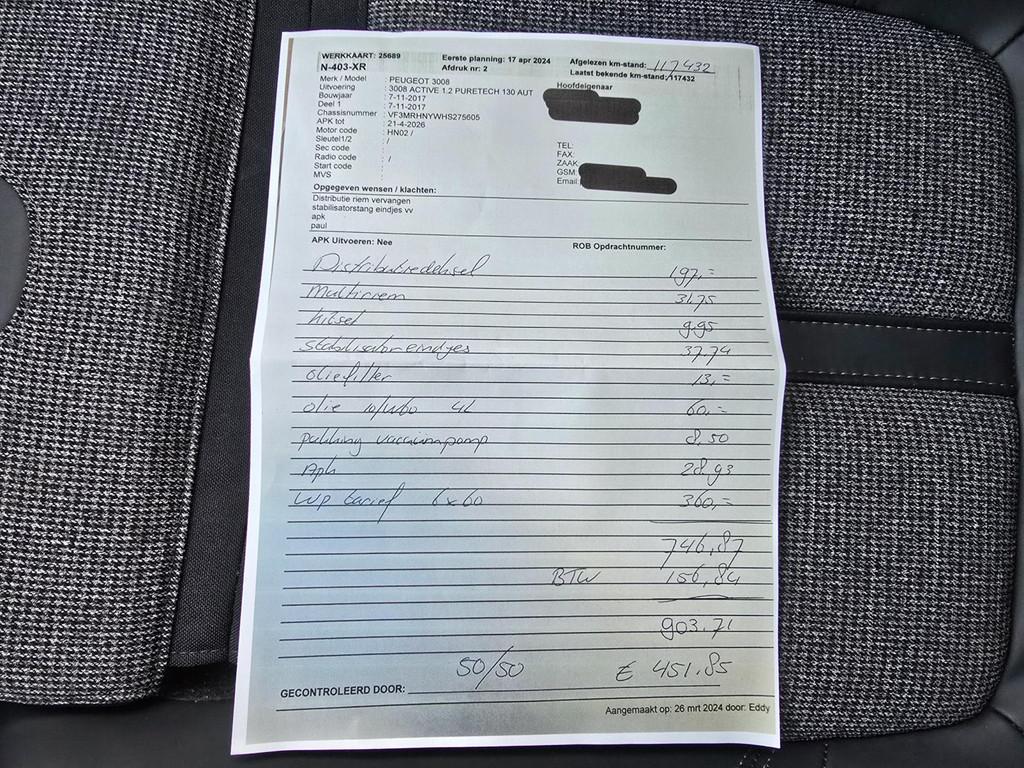 WERKKAART: 25689 Eerste planning: 17 apr 2024 Afgelezen km-stand: 117432
N-403-XR Afdruk nr: 2 Laatst bekende km-stand: 117432
Merk / Model : PEUGEOT 3008 Hoofdeigenaar
Uitvoering : 3008 ACTIVE 1.2 PURETECH 130 AUT
Bouwjaar : 7-11-2017
Deel 1 : 7-11-2017
Chassisnummer : VF3MRHNYWHS275605
APK tot : 21-4-2026
Motor code : HN02 /
Sleutel1/2 : / TEL:
Sec code : FAX:
Radio code : / ZAAK
Start code : GSM:
MVS : Email:
Opgegeven wensen / klachten:
Distributie riem vervangen
stabilisatorstang eindjes vv
apk
paul
APK Uitvoeren: Nee ROB Opdrachtnummer:
Distributiedeelset 197,=
Multiriem 31.75
kitset 9.95
Stabilisatoreindjes 37.74
Oliefilter 13,=
olie 10/W60 4L 60,=
pakking vacuumpomp 8.50
Apk 28.93
WP tarief 6x60 360,=
746,87
BTW 156,84
903.71
50/50 € 451.85
GECONTROLEERD DOOR:
Aangemaakt op: 26 mrt 2024 door: Eddy